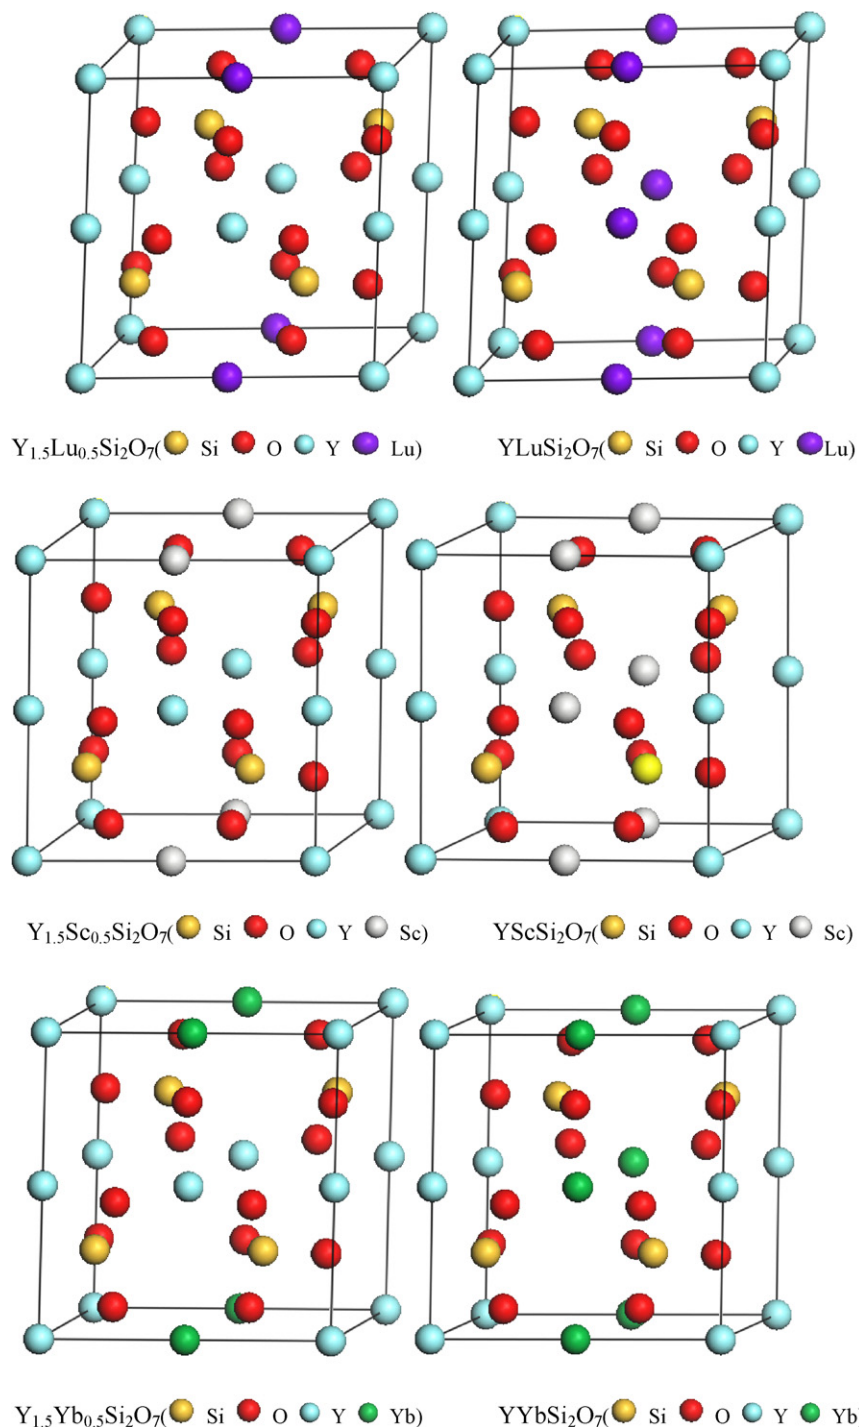 Y1.5Lu0.5Si2O7( Si O Y Lu)
YLuSi2O7( Si O Y Lu)
Y1.5Sc0.5Si2O7( Si O Y Sc)
YScSi2O7( Si O Y Sc)
Y1.5Yb0.5Si2O7( Si O Y Yb)
YYbSi2O7( Si O Y Yb